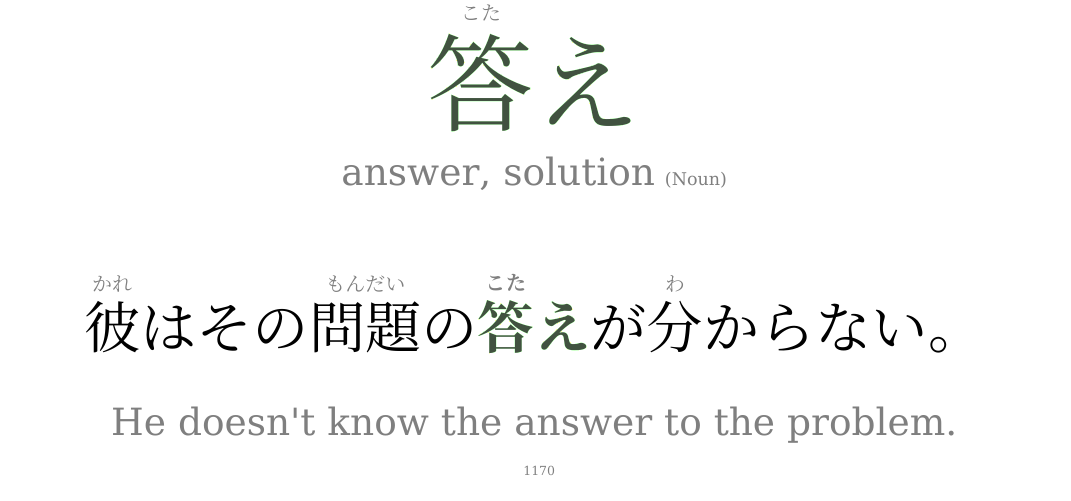 こた
答え
answer, solution (Noun)
かれ もんだい こた わ
彼はその問題の答えが分からない。
He doesn't know the answer to the problem.
1170